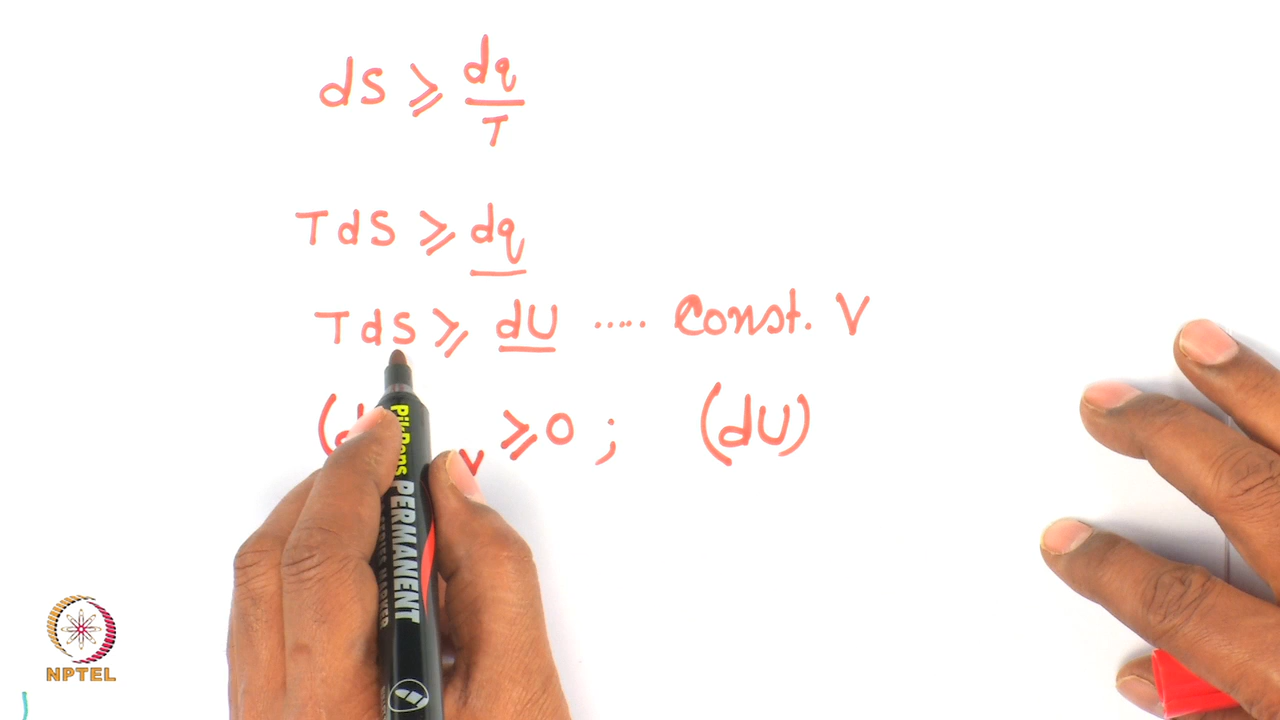 dS ⩾ dq/T
TdS ⩾ dq
TdS ⩾ dU ..... Const. V
(d V ⩾ 0 ; (dU)
PERMANENT
NPTEL